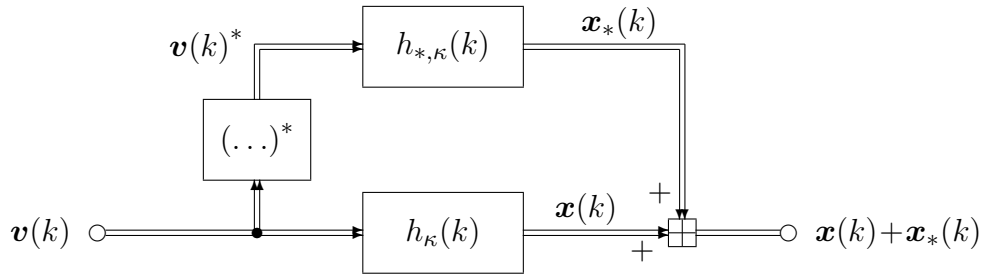 𝒗(k)*
h∗,κ(k)
𝒙∗(k)
(...)*
+
𝒗(k)
hκ(k)
𝒙(k)
+
𝒙(k)+𝒙∗(k)